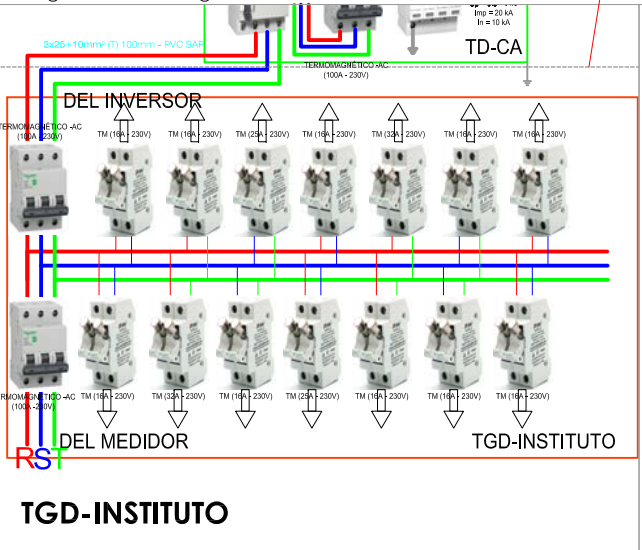 Imp = 20 kA
In = 10 kA
TD-CA
3x25+10mm² (T) 100mm - PVC SAP
TERMOMAGNÉTICO -AC
(100A - 230V)
DEL INVERSOR
TERMOMAGNÉTICO -AC
(100A - 230V)
TM (16A - 230V)
TM (16A - 230V)
TM (25A - 230V)
TM (16A - 230V)
TM (32A - 230V)
TM (16A - 230V)
TM (16A - 230V)
TERMOMAGNÉTICO -AC
(100A - 230V)
TM (16A - 230V)
TM (32A - 230V)
TM (16A - 230V)
TM (25A - 230V)
TM (16A - 230V)
TM (16A - 230V)
TM (16A - 230V)
DEL MEDIDOR
TGD-INSTITUTO
RST
TGD-INSTITUTO